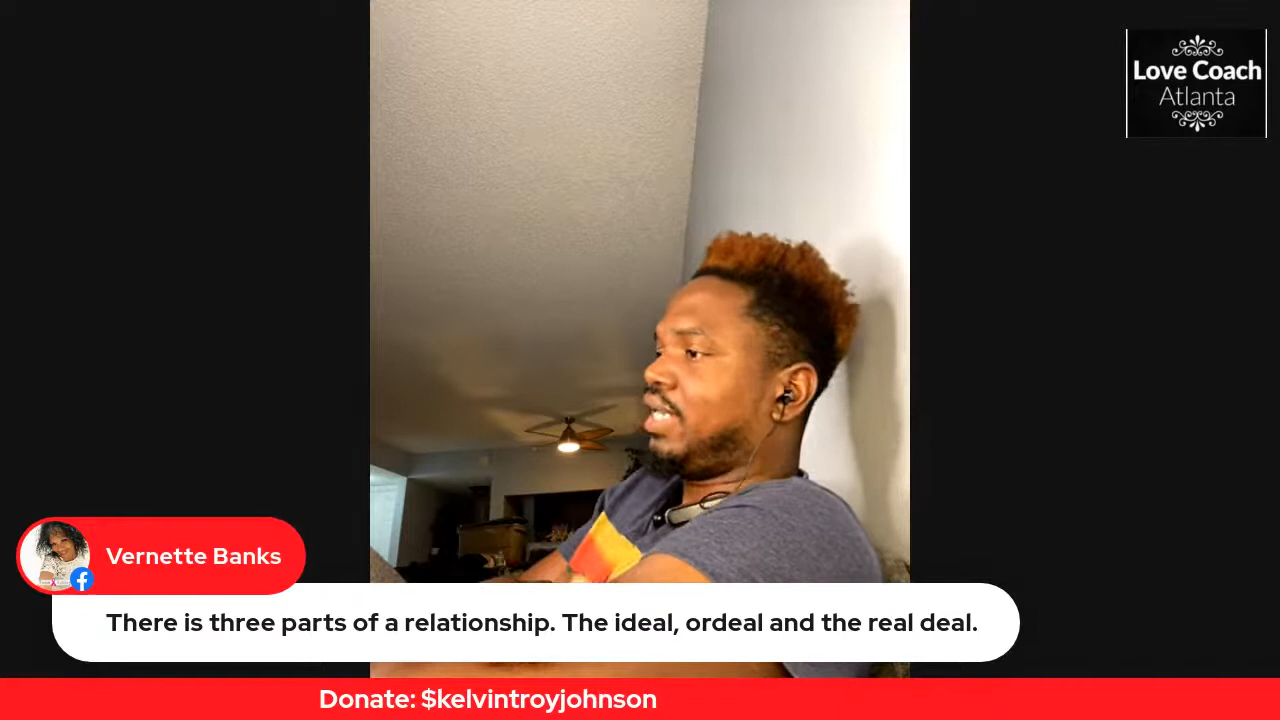 Love Coach
Atlanta
Vernette Banks
There is three parts of a relationship. The ideal, ordeal and the real deal.
Donate: $kelvintroyjohnson